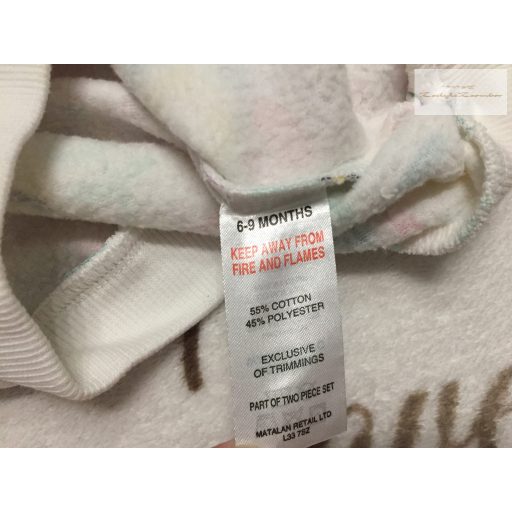 6-9 MONTHS
KEEP AWAY FROM
FIRE AND FLAMES
55% COTTON
45% POLYESTER
EXCLUSIVE
OF TRIMMINGS
PART OF TWO PIECE SET
MATALAN RETAIL LTD
L33 7SZ